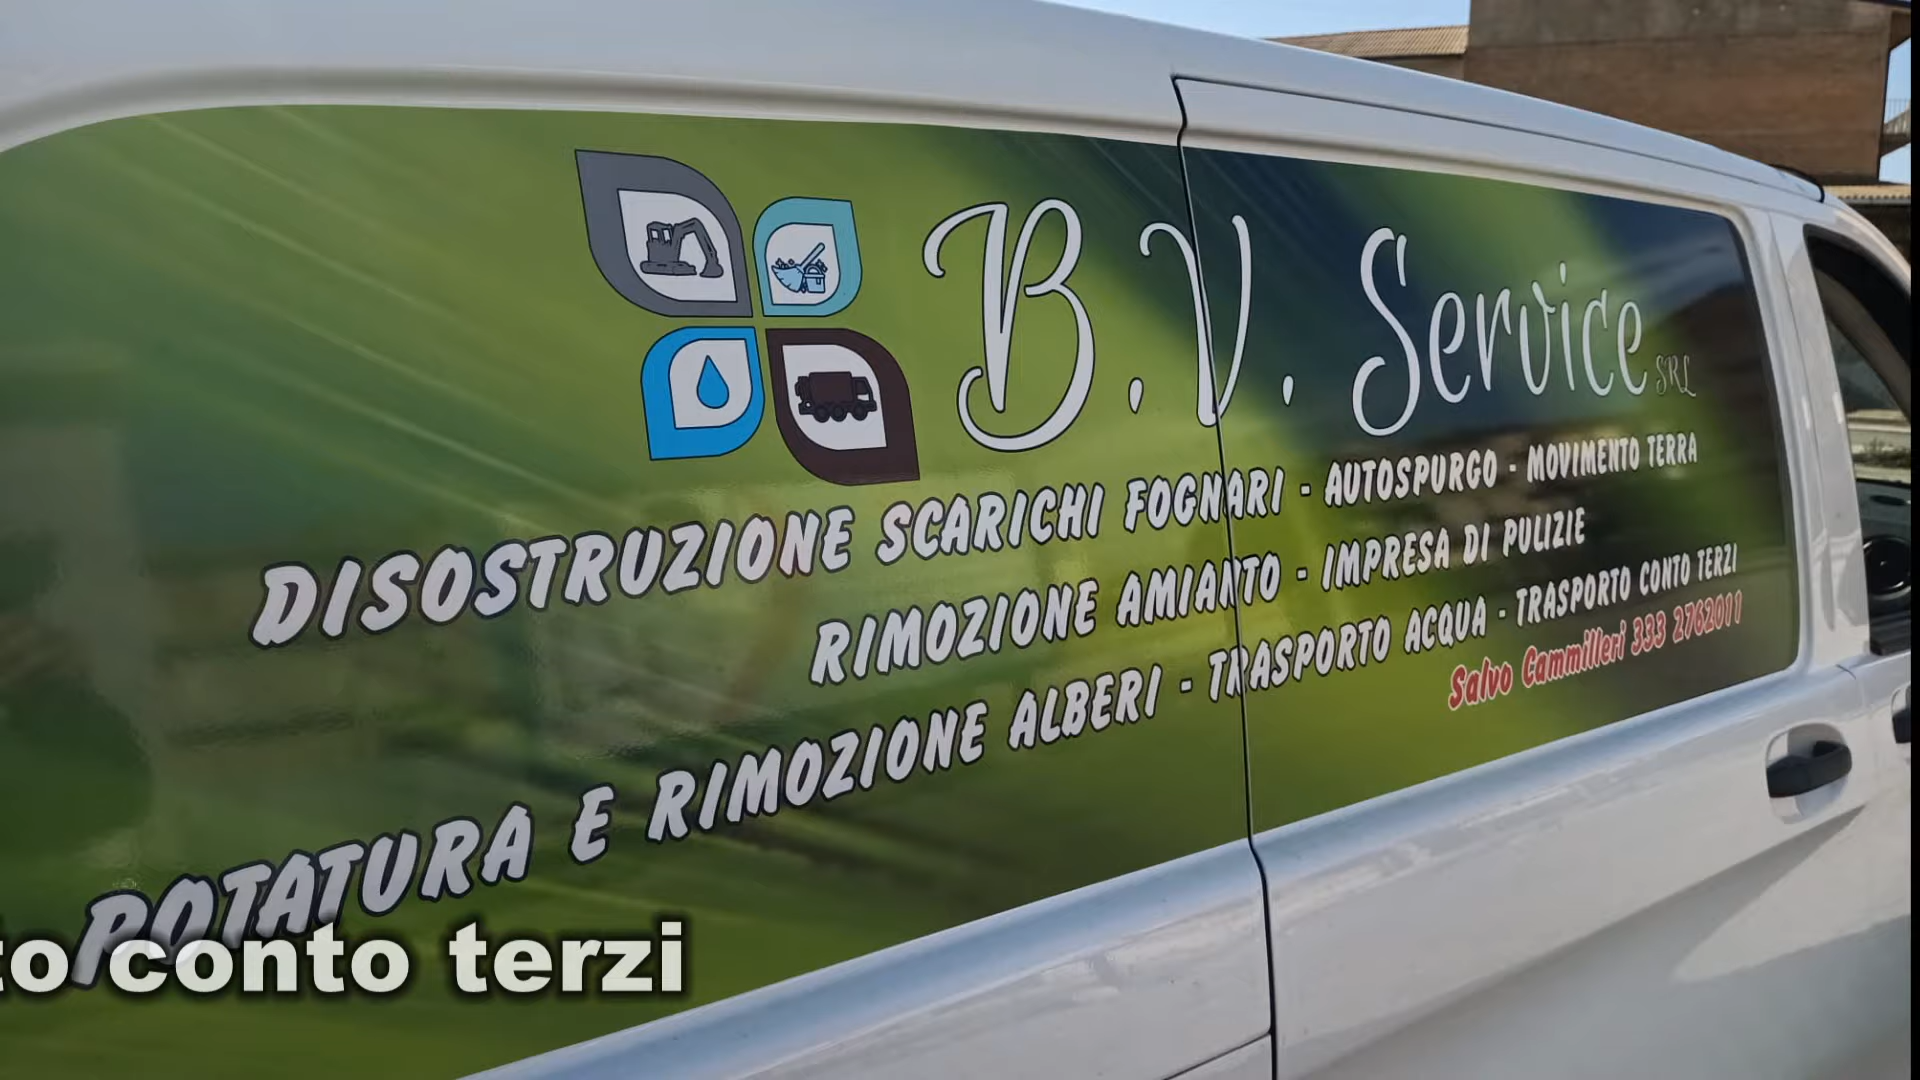 B.V. Service SRL
DISOSTRUZIONE SCARICHI FOGNARI - AUTOSPURGO - MOVIMENTO TERRA
RIMOZIONE AMIANTO - IMPRESA DI PULIZIE
POTATURA E RIMOZIONE ALBERI - TRASPORTO ACQUA - TRASPORTO CONTO TERZI
Salvo Cammilleri 333 2762011
to conto terzi